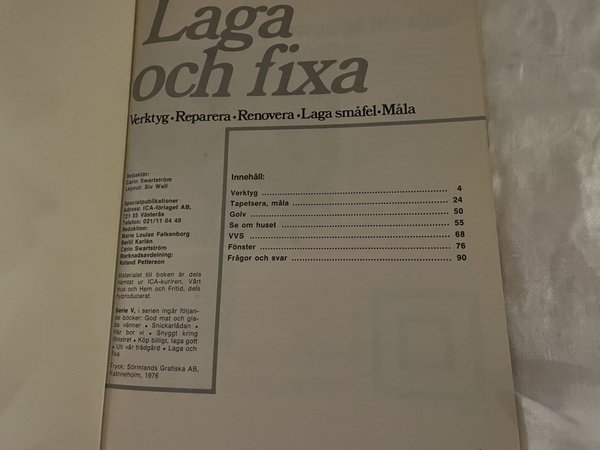 Laga
och fixa
Verktyg • Reparera • Renovera • Laga småfel • Måla
Redaktör:
Carin Swartström
Layout: Siv Wall
Specialpublikationer
Adress: ICA-förlaget AB,
721 85 Västerås
Telefon: 021/11 04 40
Redaktion:
Marie Louise Falkenborg
Bertil Kerlén
Carin Swartström
Marknadsavdelning:
Roland Petterson
Materialet till boken är dels
hämtat ur ICA-kuriren, Vårt
Hus och Hem och Fritid, dels
nyproducerat.
Serie V, i serien ingår följan-
de böcker: God mat och gla-
da vänner • Snickarlådan •
Här bor vi • Snyggt kring
fönstret • Köp billigt, laga gott
• Ut i vår trädgård • Laga och
fixa
Tryck: Sörmlands Grafiska AB,
Katrineholm, 1976
Innehåll:
Verktyg 4
Tapetsera, måla 24
Golv 50
Se om huset 55
VVS 68
Fönster 76
Frågor och svar 90